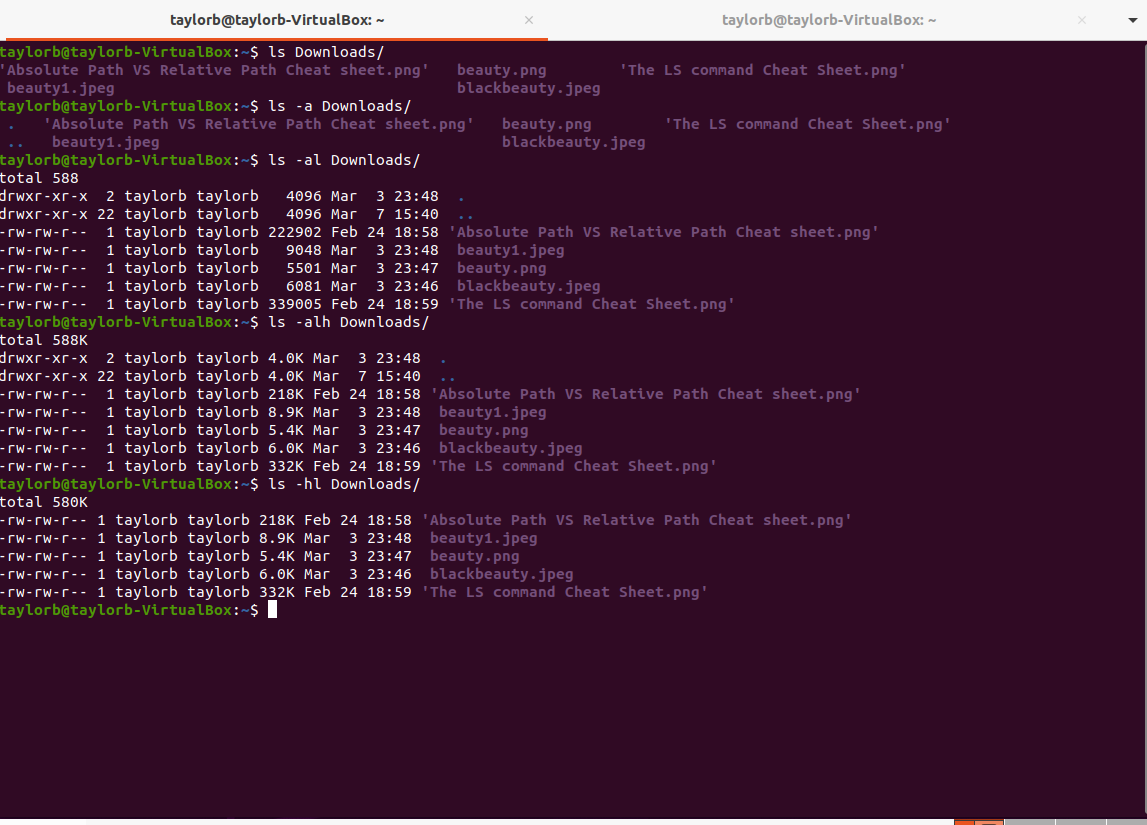 taylorb@taylorb-VirtualBox: ~ × taylorb@taylorb-VirtualBox: ~ ×
taylorb@taylorb-VirtualBox:~$ ls Downloads/
'Absolute Path VS Relative Path Cheat sheet.png'   beauty.png        'The LS command Cheat Sheet.png'
 beauty1.jpeg                                      blackbeauty.jpeg
taylorb@taylorb-VirtualBox:~$ ls -a Downloads/
 .   'Absolute Path VS Relative Path Cheat sheet.png'   beauty.png        'The LS command Cheat Sheet.png'
 ..   beauty1.jpeg                                      blackbeauty.jpeg
taylorb@taylorb-VirtualBox:~$ ls -al Downloads/
total 588
drwxr-xr-x  2 taylorb taylorb   4096 Mar  3 23:48  .
drwxr-xr-x 22 taylorb taylorb   4096 Mar  7 15:40  ..
-rw-rw-r--  1 taylorb taylorb 222902 Feb 24 18:58 'Absolute Path VS Relative Path Cheat sheet.png'
-rw-rw-r--  1 taylorb taylorb   9048 Mar  3 23:48  beauty1.jpeg
-rw-rw-r--  1 taylorb taylorb   5501 Mar  3 23:47  beauty.png
-rw-rw-r--  1 taylorb taylorb   6081 Mar  3 23:46  blackbeauty.jpeg
-rw-rw-r--  1 taylorb taylorb 339005 Feb 24 18:59 'The LS command Cheat Sheet.png'
taylorb@taylorb-VirtualBox:~$ ls -alh Downloads/
total 588K
drwxr-xr-x  2 taylorb taylorb 4.0K Mar  3 23:48  .
drwxr-xr-x 22 taylorb taylorb 4.0K Mar  7 15:40  ..
-rw-rw-r--  1 taylorb taylorb 218K Feb 24 18:58 'Absolute Path VS Relative Path Cheat sheet.png'
-rw-rw-r--  1 taylorb taylorb 8.9K Mar  3 23:48  beauty1.jpeg
-rw-rw-r--  1 taylorb taylorb 5.4K Mar  3 23:47  beauty.png
-rw-rw-r--  1 taylorb taylorb 6.0K Mar  3 23:46  blackbeauty.jpeg
-rw-rw-r--  1 taylorb taylorb 332K Feb 24 18:59 'The LS command Cheat Sheet.png'
taylorb@taylorb-VirtualBox:~$ ls -hl Downloads/
total 580K
-rw-rw-r-- 1 taylorb taylorb 218K Feb 24 18:58 'Absolute Path VS Relative Path Cheat sheet.png'
-rw-rw-r-- 1 taylorb taylorb 8.9K Mar  3 23:48  beauty1.jpeg
-rw-rw-r-- 1 taylorb taylorb 5.4K Mar  3 23:47  beauty.png
-rw-rw-r-- 1 taylorb taylorb 6.0K Mar  3 23:46  blackbeauty.jpeg
-rw-rw-r-- 1 taylorb taylorb 332K Feb 24 18:59 'The LS command Cheat Sheet.png'
taylorb@taylorb-VirtualBox:~$